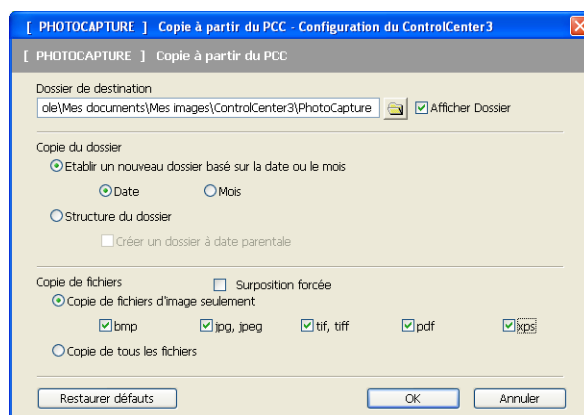 [ PHOTOCAPTURE ] Copie à partir du PCC - Configuration du ControlCenter3
[ PHOTOCAPTURE ] Copie à partir du PCC
Dossier de destination
ole\Mes documents\Mes images\ControlCenter3\PhotoCapture Afficher Dossier
Copie du dossier
Etablir un nouveau dossier basé sur la date ou le mois
Date Mois
Structure du dossier
Créer un dossier à date parentale
Copie de fichiers Surposition forcée
Copie de fichiers d'image seulement
bmp jpg, jpeg tif, tiff pdf xps
Copie de tous les fichiers
Restaurer défauts OK Annuler